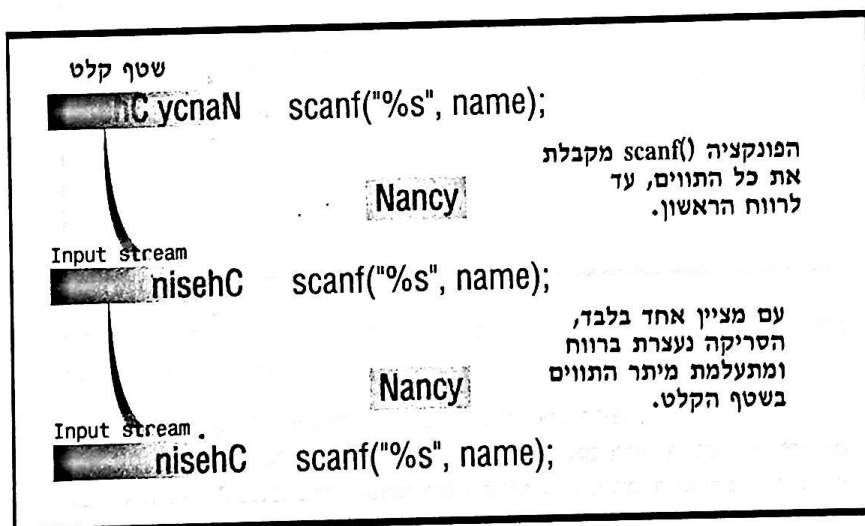 שטף קלט
hC ycnaN scanf("%s", name);
הפונקציה scanf() מקבלת
את כל התווים, עד
לרווח הראשון.
Nancy
Input stream
nisehC scanf("%s", name);
עם מציין אחד בלבד,
הסריקה נעצרת ברווח
ומתעלמת מיתר התווים
בשטף הקלט.
Nancy
Input stream
nisehC scanf("%s", name);